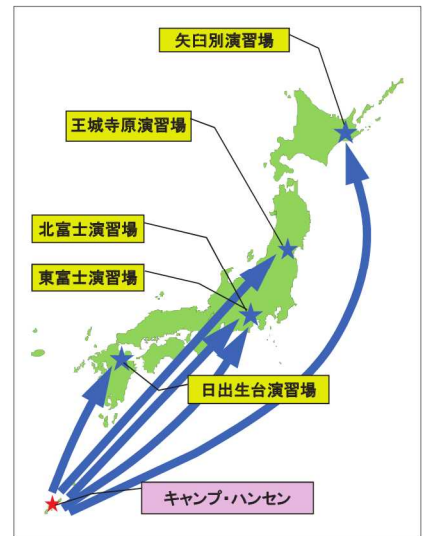 矢臼別演習場
王城寺原演習場
北富士演習場
東富士演習場
日出生台演習場
キャンプ・ハンセン